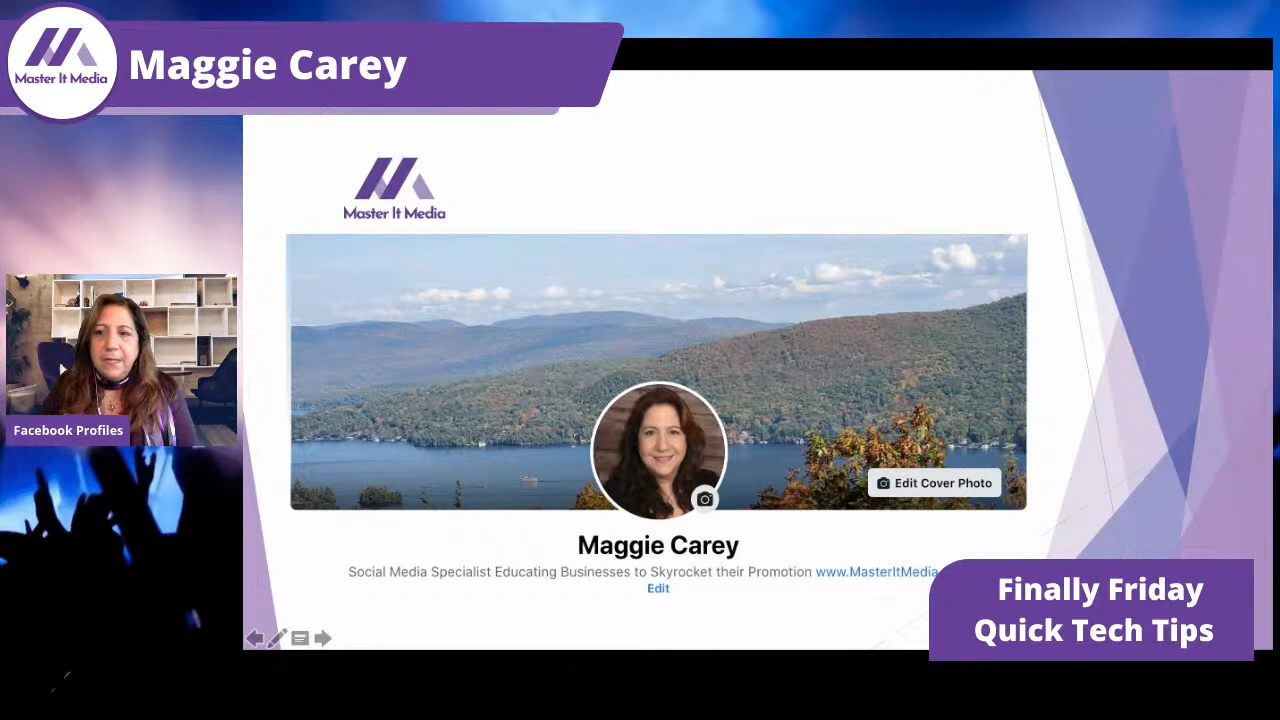 Master It Media
Maggie Carey
Master It Media
Facebook Profiles
Edit Cover Photo
Maggie Carey
Social Media Specialist Educating Businesses to Skyrocket their Promotion www.MasterItMedia
Edit
Finally Friday
Quick Tech Tips